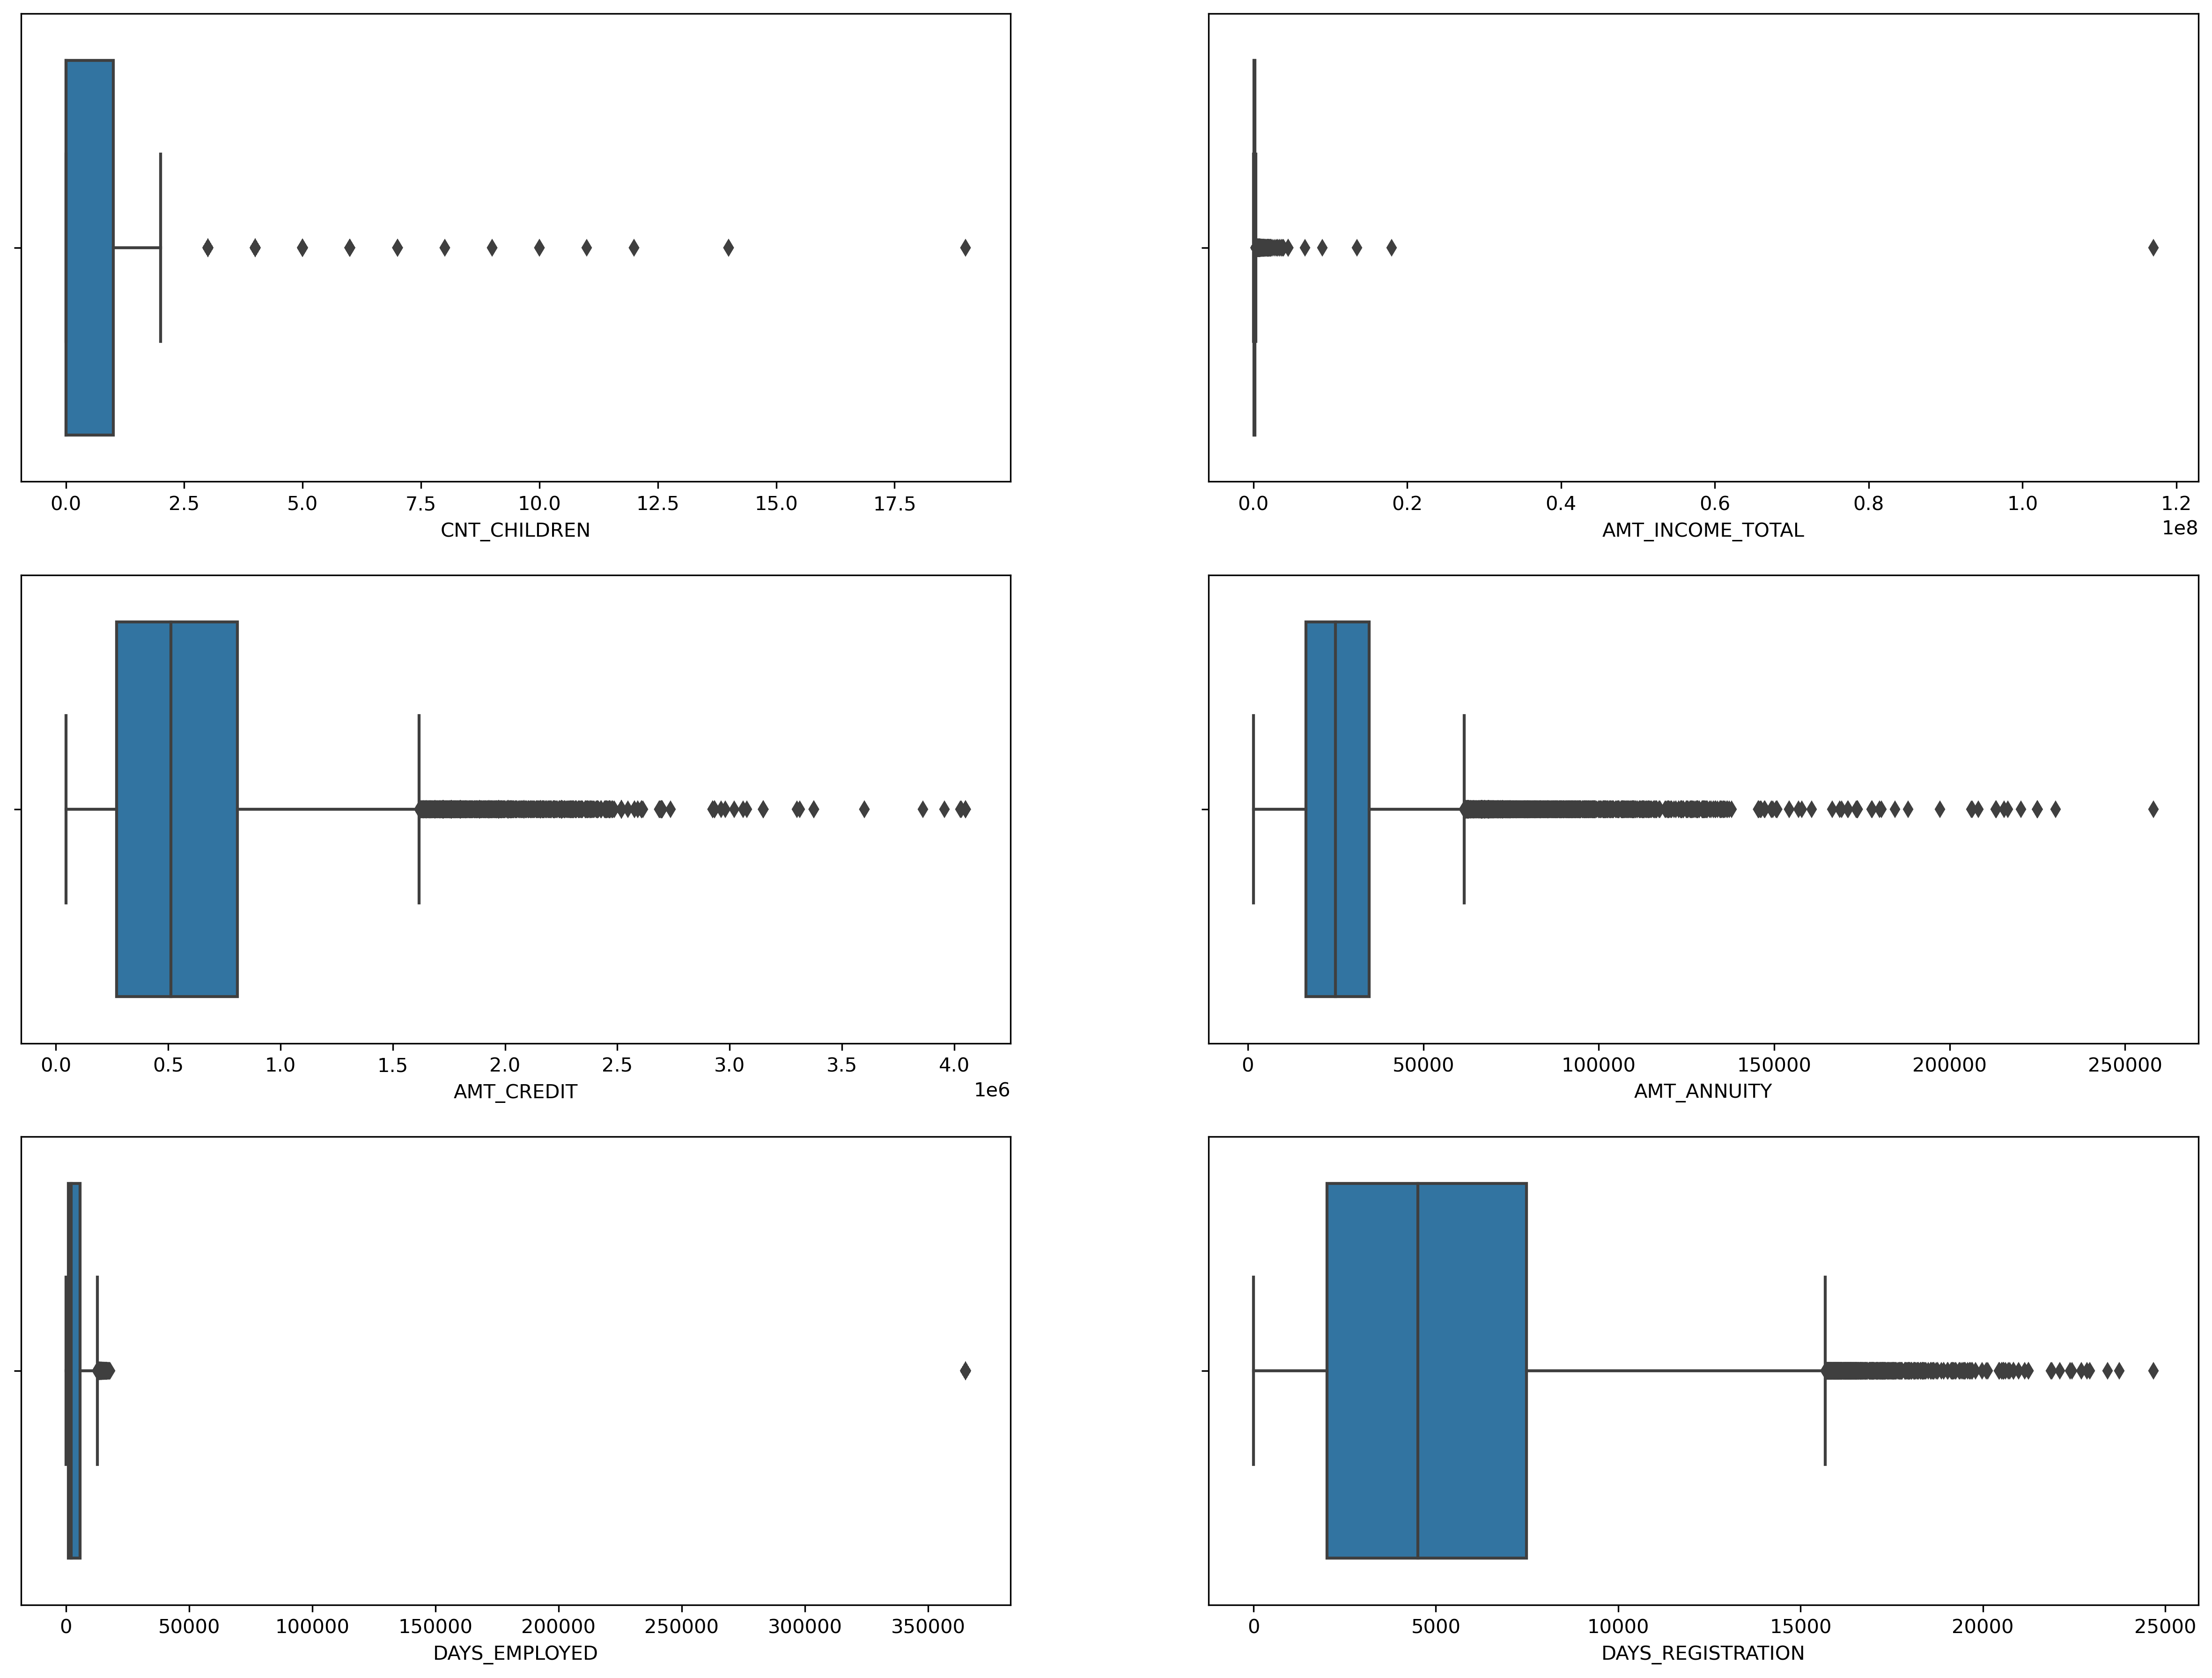 0.0 2.5 5.0 7.5 10.0 12.5 15.0 17.5
CNT_CHILDREN
0.0 0.2 0.4 0.6 0.8 1.0 1.2
1e8
AMT_INCOME_TOTAL
0.0 0.5 1.0 1.5 2.0 2.5 3.0 3.5 4.0
1e6
AMT_CREDIT
0 50000 100000 150000 200000 250000
AMT_ANNUITY
0 50000 100000 150000 200000 250000 300000 350000
DAYS_EMPLOYED
0 5000 10000 15000 20000 25000
DAYS_REGISTRATION